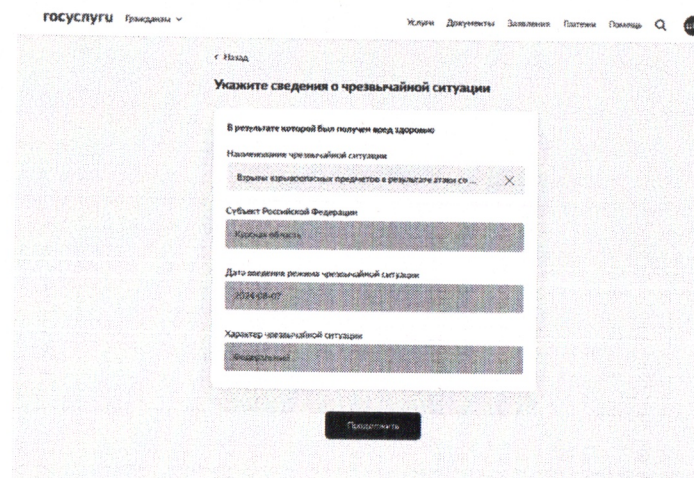 госуслуги Гражданам
Услуги Документы Заявления Платежи Помощь
Назад
Укажите сведения о чрезвычайной ситуации
В результате которой был получен вред здоровью
Наименование чрезвычайной ситуации
Взрывы взрывоопасных предметов в результате атаки со ...
Субъект Российской Федерации
Курская область
Дата введения режима чрезвычайной ситуации
2024-08-07
Характер чрезвычайной ситуации
Федеральный
Продолжить